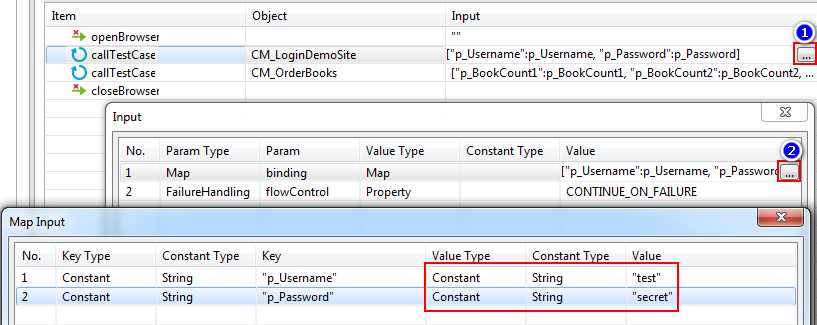 Item Object Input
openBrowser ""
1
callTestCase CM_LoginDemoSite ["p_Username":p_Username, "p_Password":p_Password] ...
callTestCase CM_OrderBooks ["p_BookCount1":p_BookCount1, "p_BookCount2":p_BookCount2, ...
closeBrowser
Input
No. Param Type Param Value Type Constant Type Value
2
1 Map binding Map ["p_Username":p_Username, "p_Password ...
2 FailureHandling flowControl Property CONTINUE_ON_FAILURE
Map Input
No. Key Type Constant Type Key Value Type Constant Type Value
1 Constant String "p_Username" Constant String "test"
2 Constant String "p_Password" Constant String "secret"